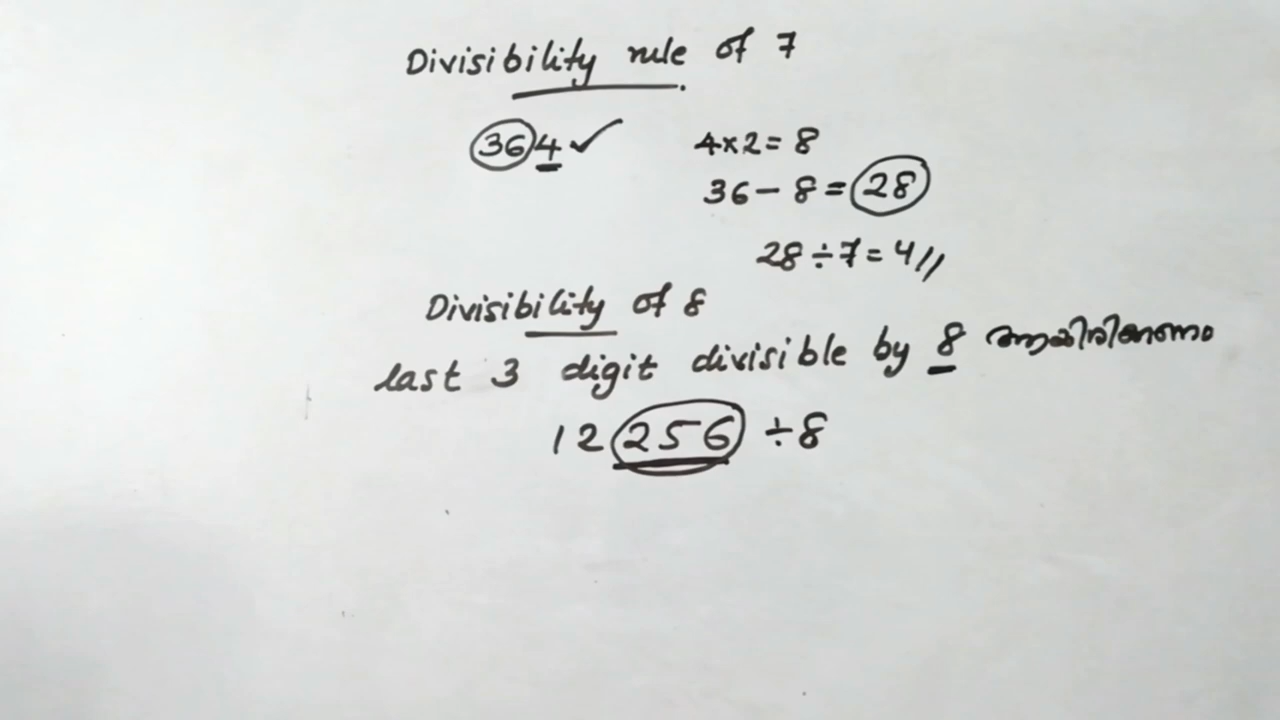 Divisibility rule of 7
364 ✓ 4×2=8
36-8=28
28÷7=4//
Divisibility of 8
last 3 digit divisible by 8 ആയിരിക്കണം
12256 ÷8